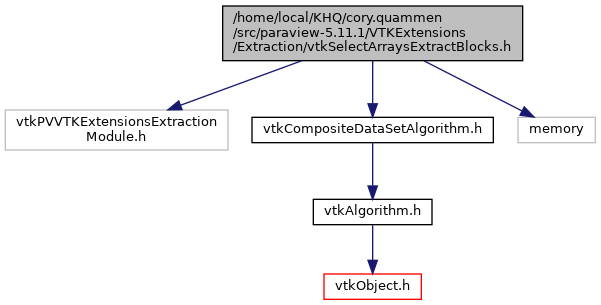 /home/local/KHQ/cory.quammen
/src/paraview-5.11.1/VTKExtensions
/Extraction/vtkSelectArraysExtractBlocks.h
vtkPVVTKExtensionsExtraction
Module.h
vtkCompositeDataSetAlgorithm.h
memory
vtkAlgorithm.h
vtkObject.h